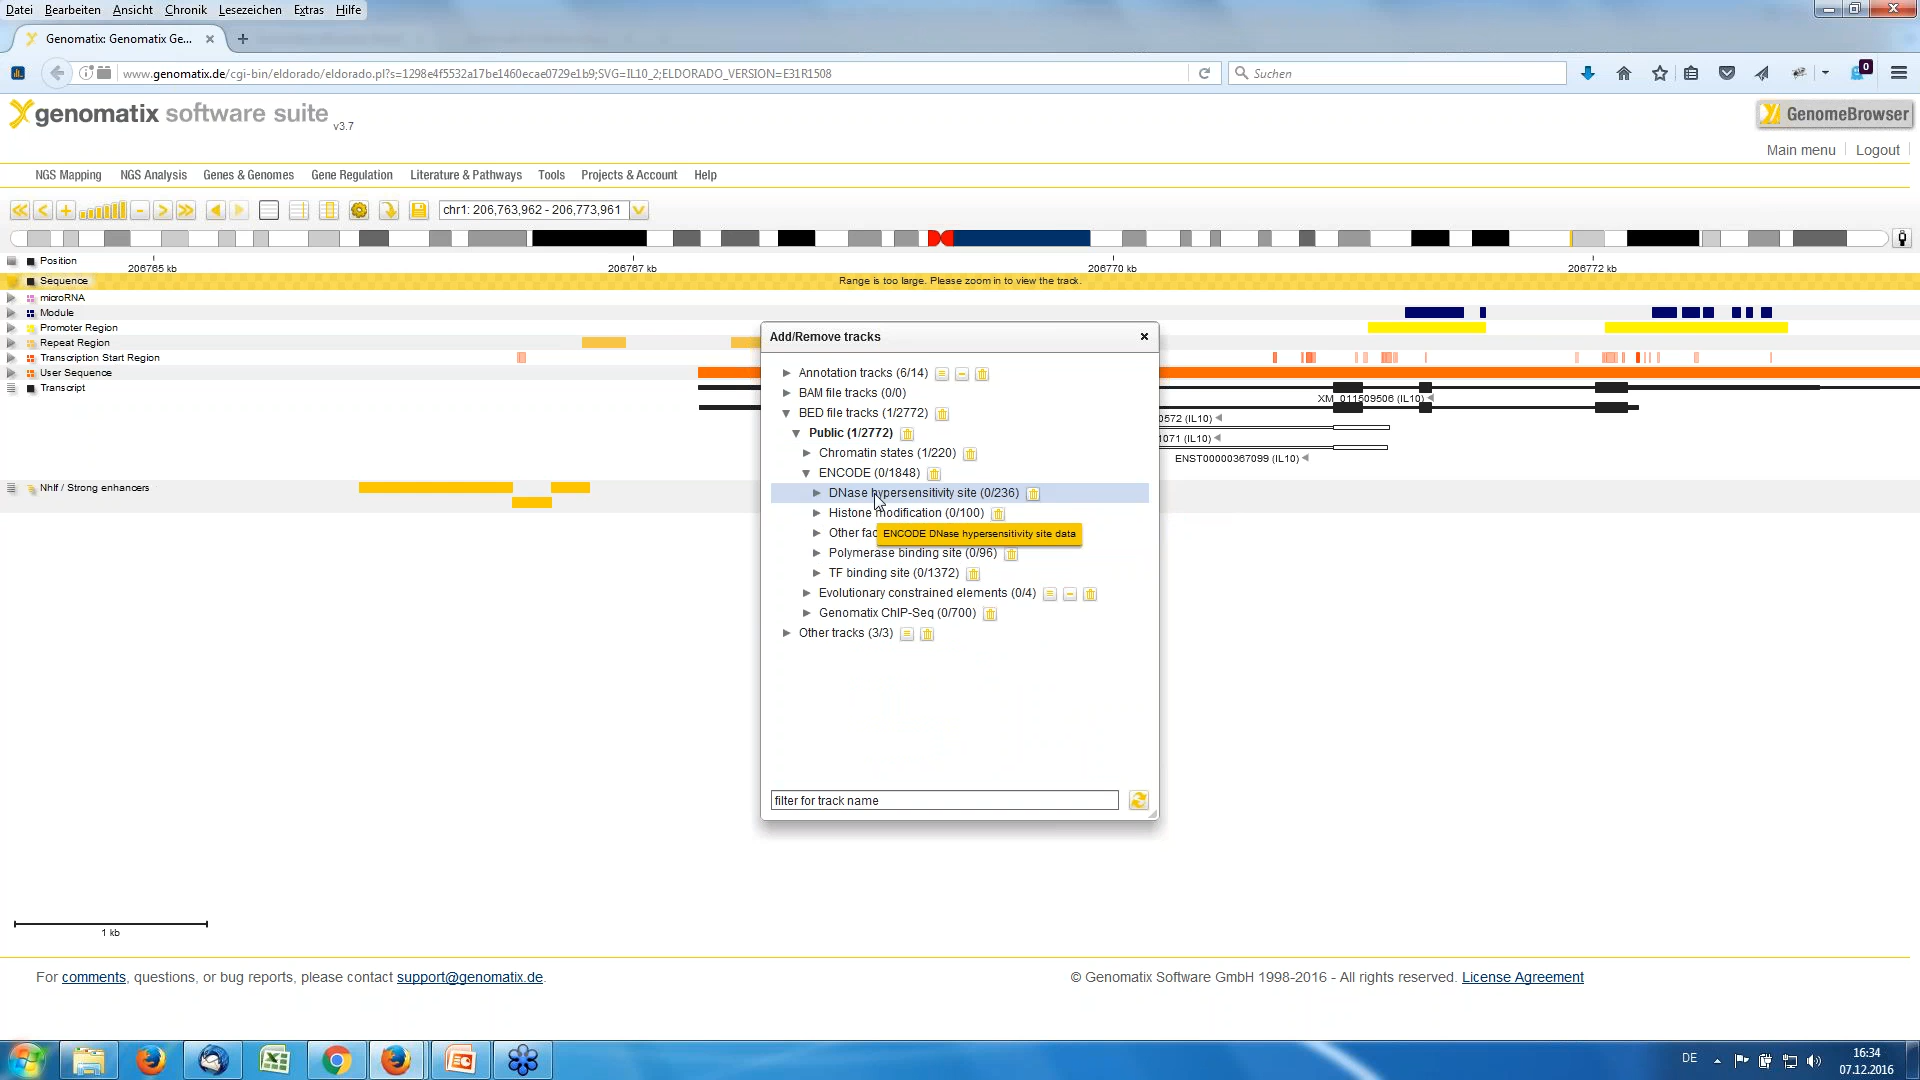 Datei Bearbeiten Ansicht Chronik Lesezeichen Extras Hilfe
Genomatix: Genomatix Ge...
www.genomatix.de/cgi-bin/eldorado/eldorado.pl?s=1298e4f5532a17be1460ecae0729e1b9;SVG=IL10_2;ELDORADO_VERSION=E31R1508
Suchen
0
genomatix software suite v3.7
GenomeBrowser
Main menu Logout
NGS Mapping NGS Analysis Genes & Genomes Gene Regulation Literature & Pathways Tools Projects & Account Help
chr1: 206,763,962 - 206,773,961
Position
206765 kb 206767 kb 206770 kb 206772 kb
Sequence Range is too large. Please zoom in to view the track.
microRNA
Module
Promoter Region
Repeat Region
Transcription Start Region
User Sequence
Transcript
XM_011509506 (IL10)
0572 (IL10)
1071 (IL10)
ENST00000367099 (IL10)
Nhlf / Strong enhancers
Add/Remove tracks
Annotation tracks (6/14)
BAM file tracks (0/0)
BED file tracks (1/2772)
Public (1/2772)
Chromatin states (1/220)
ENCODE (0/1848)
DNase hypersensitivity site (0/236)
Histone modification (0/100)
Other fac
ENCODE DNase hypersensitivity site data
Polymerase binding site (0/96)
TF binding site (0/1372)
Evolutionary constrained elements (0/4)
Genomatix ChIP-Seq (0/700)
Other tracks (3/3)
filter for track name
1 kb
For comments, questions, or bug reports, please contact support@genomatix.de.
© Genomatix Software GmbH 1998-2016 - All rights reserved. License Agreement
DE
16:34
07.12.2016